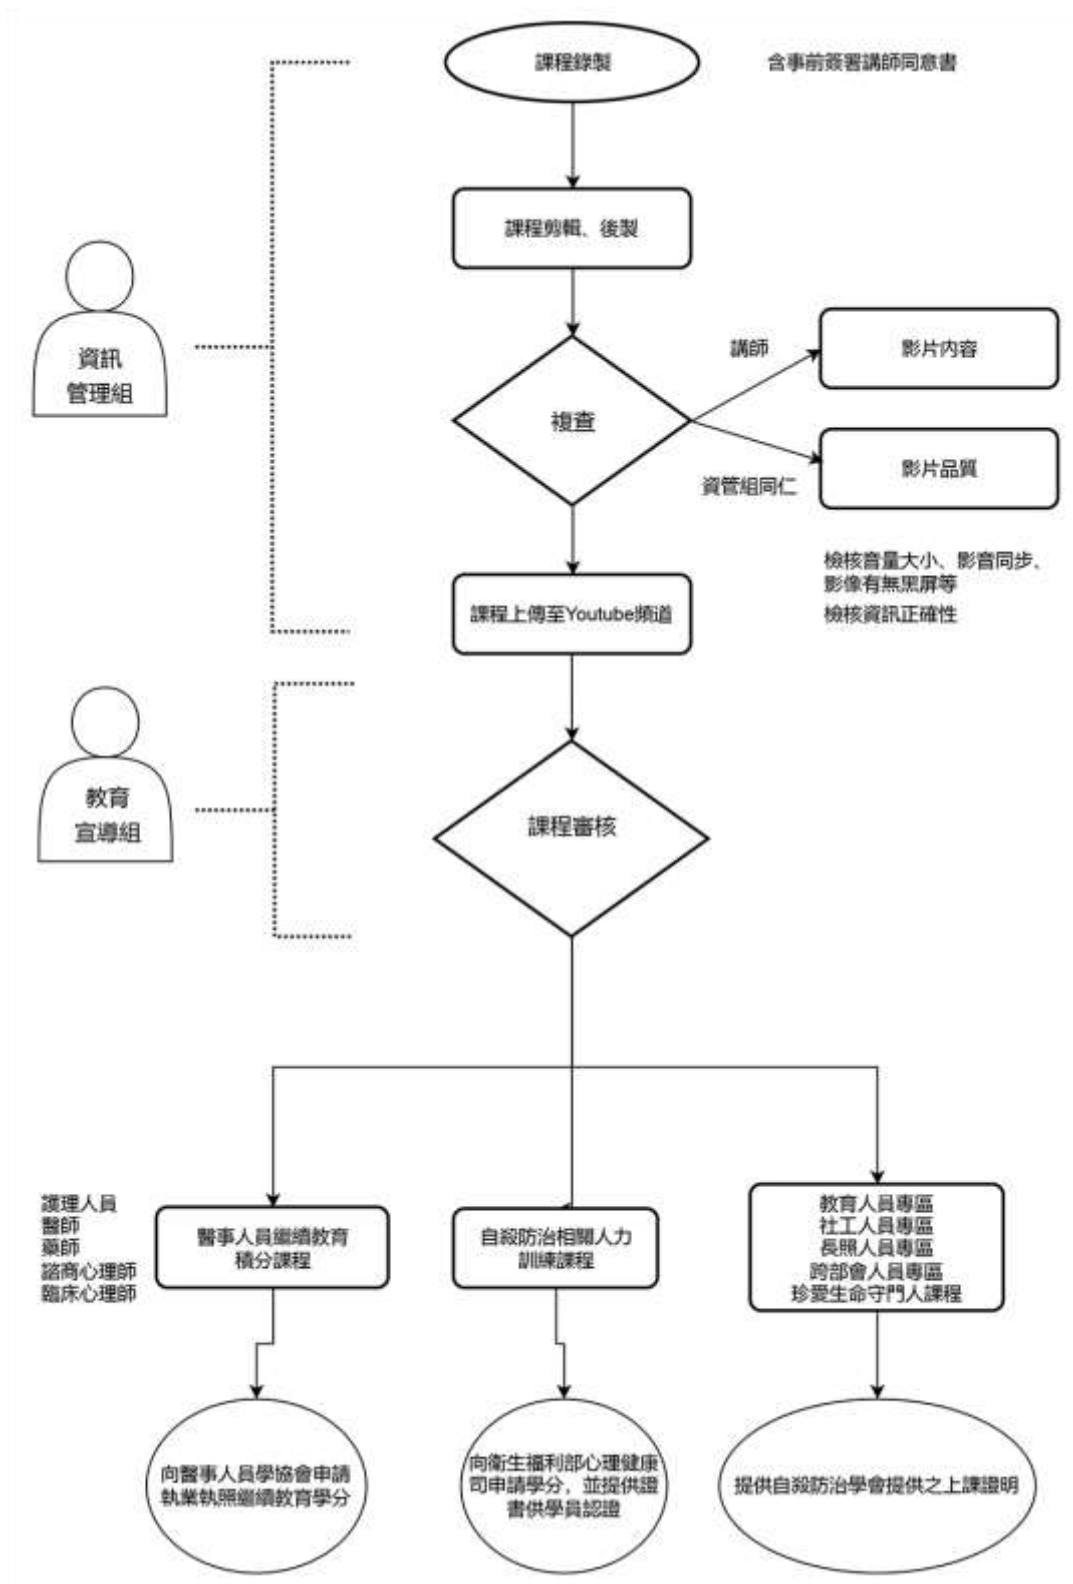 課程錄製
含事前簽署講師同意書
課程剪輯、後製
資訊
管理組
講師
影片內容
複查
資管組同仁
影片品質
檢核音量大小、影音同步、
影像有無黑屏等
檢核資訊正確性
課程上傳至Youtube頻道
教育
宣導組
課程審核
護理人員
醫師
藥師
諮商心理師
臨床心理師
醫事人員繼續教育
積分課程
自殺防治相關人力
訓練課程
教育人員專區
社工人員專區
長照人員專區
跨部會人員專區
珍愛生命守門人課程
向醫事人員學協會申請
執業執照繼續教育學分
向衛生福利部心理健康
司申請學分，並提供證
書供學員認證
提供自殺防治學會提供之上課證明